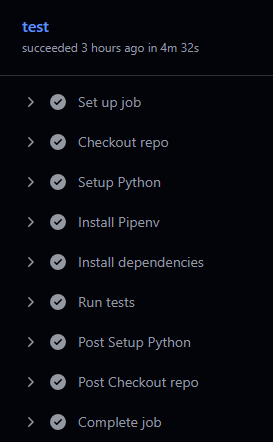 test
succeeded 3 hours ago in 4m 32s
Set up job
Checkout repo
Setup Python
Install Pipenv
Install dependencies
Run tests
Post Setup Python
Post Checkout repo
Complete job